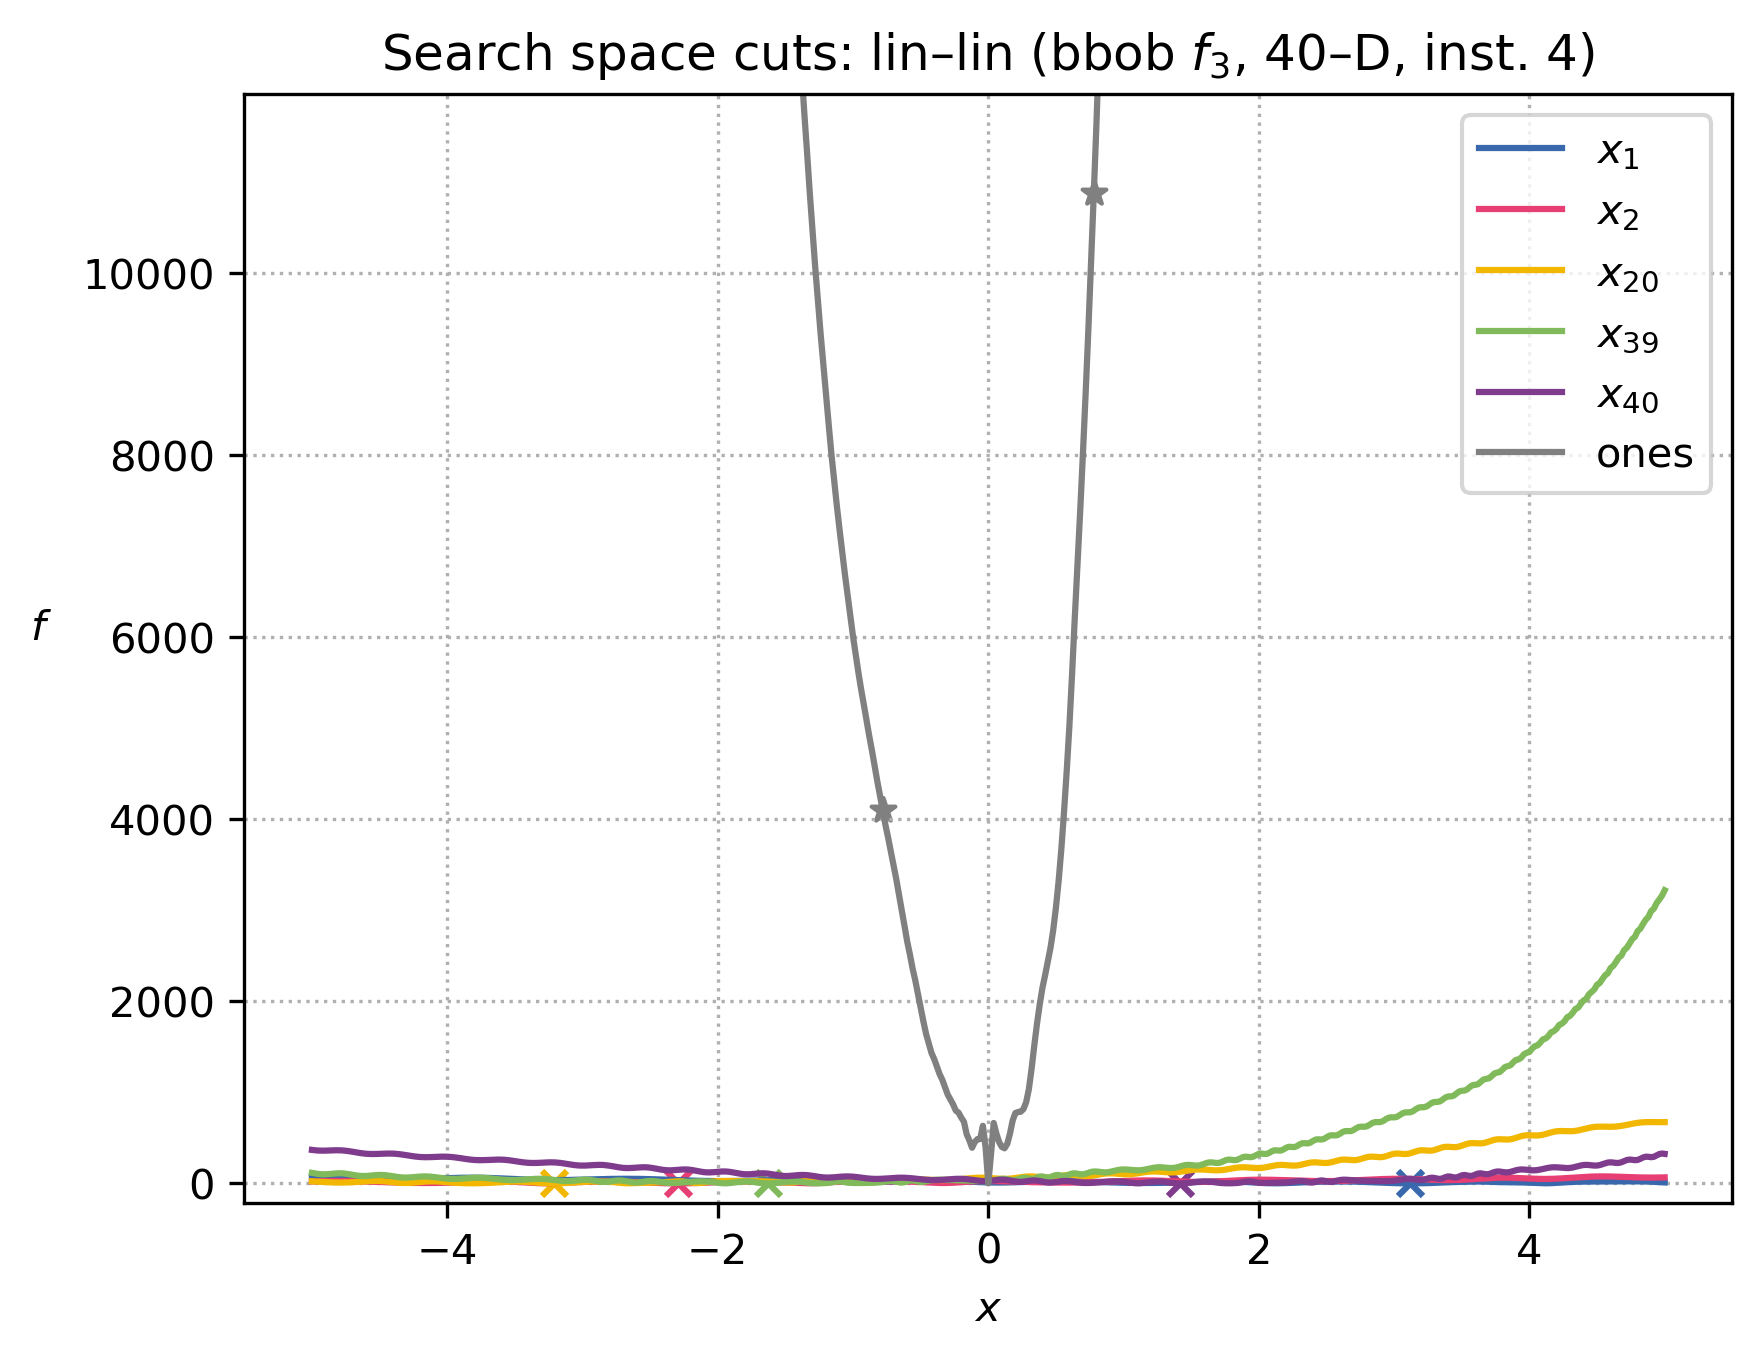 Search space cuts: lin–lin (bbob f₃, 40–D, inst. 4)
x₁
x₂
x₂₀
x₃₉
x₄₀
ones
10000
8000
6000
4000
2000
0
f
−4
−2
0
2
4
x